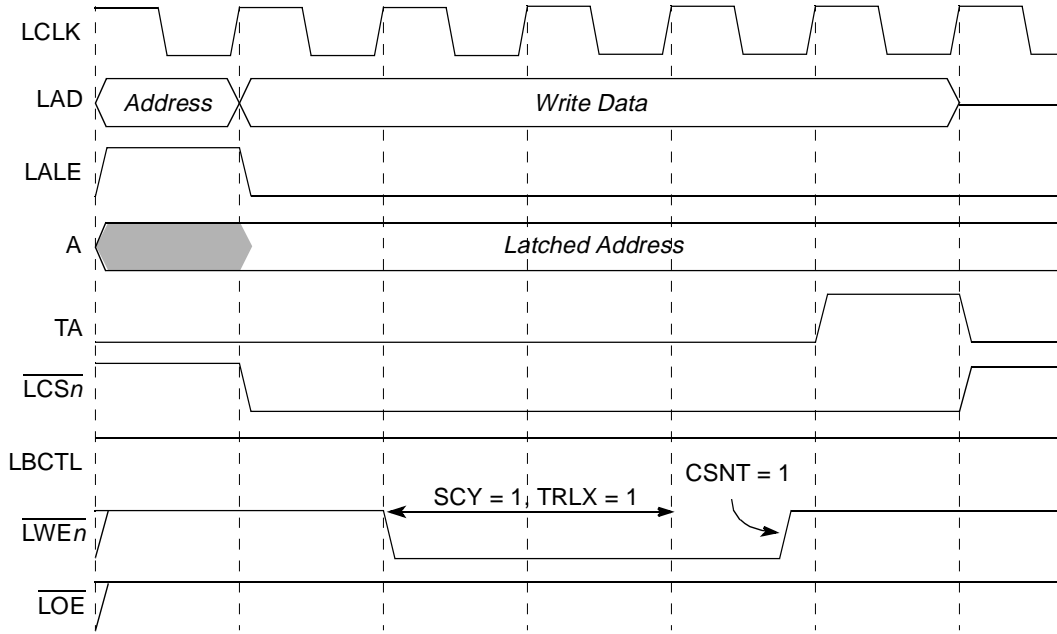 LCLK
LAD
Address
Write Data
LALE
A
Latched Address
TA
LCSn
LBCTL
CSNT = 1
SCY = 1, TRLX = 1
LWEn
LOE